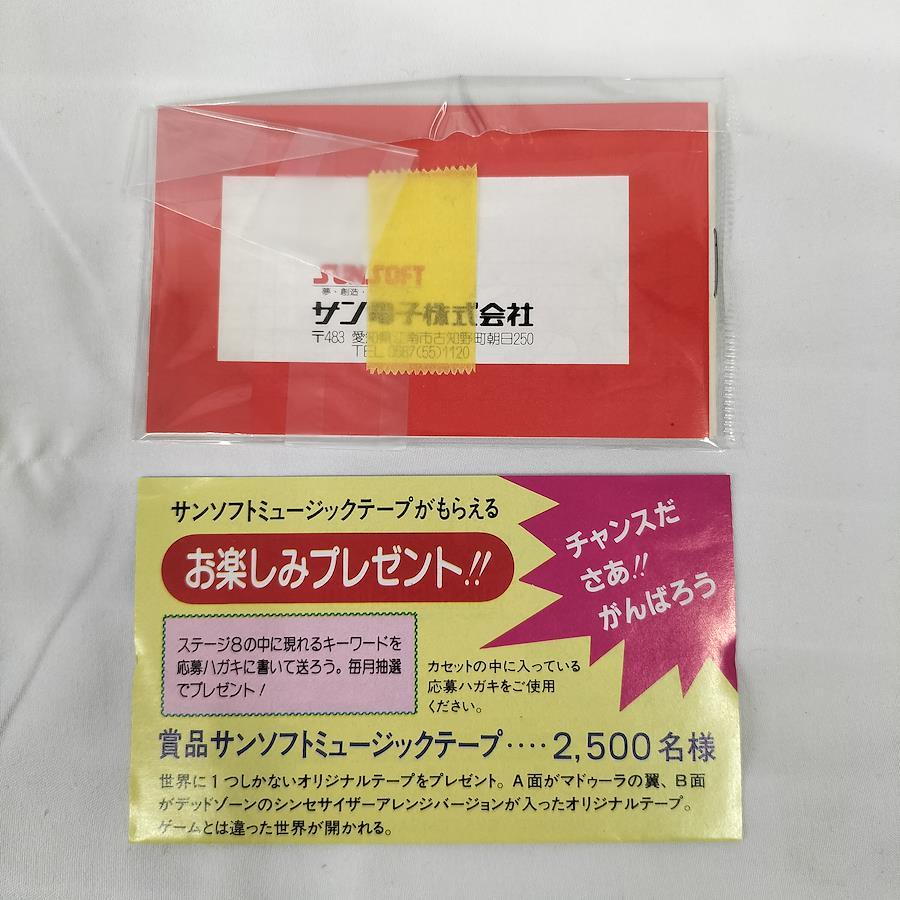 SUNSOFT
夢・創造・
サン電子株式会社
〒483 愛知県江南市古知野町朝日250
TEL 0587(55)1120
サンソフトミュージックテープがもらえる
お楽しみプレゼント!!
チャンスだ
さあ!!
がんばろう
ステージ8の中に現れるキーワードを
応募ハガキに書いて送ろう。毎月抽選
でプレゼント!
カセットの中に入っている
応募ハガキをご使用
ください。
賞品サンソフトミュージックテープ‥‥2,500名様
世界に1つしかないオリジナルテープをプレゼント。A面がマドゥーラの翼、B面
がデッドゾーンのシンセサイザーアレンジバージョンが入ったオリジナルテープ。
ゲームとは違った世界が開かれる。